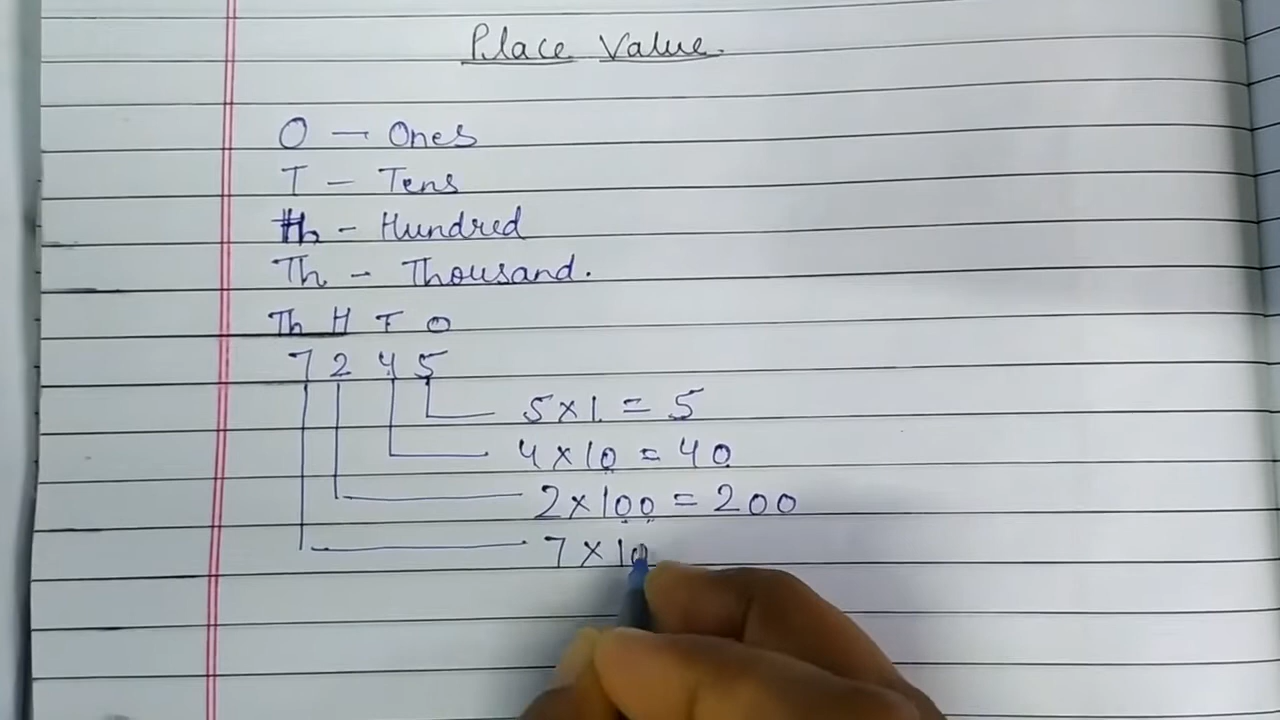 Place Value.
O — Ones
T — Tens
Hh - Hundred
Th - Thousand.
Th H T O
7 2 4 5
5 × 1 = 5
4 × 10 = 40
2 × 100 = 200
7 × 10